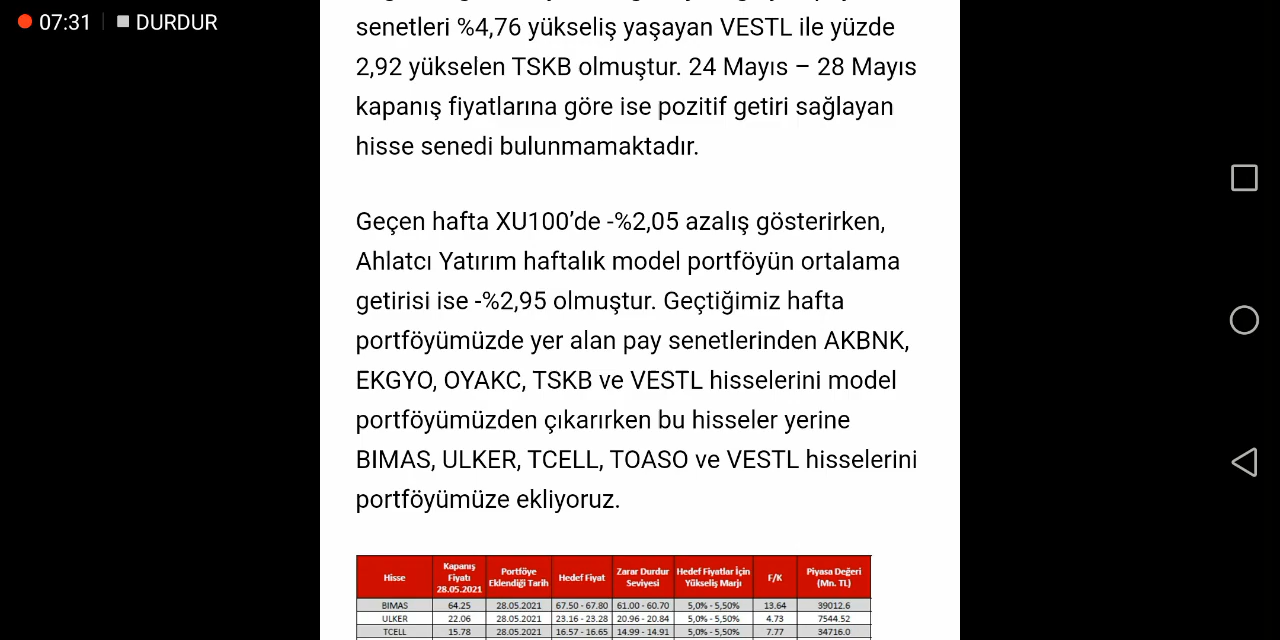 07:31 DURDUR
senetleri %4,76 yükseliş yaşayan VESTL ile yüzde
2,92 yükselen TSKB olmuştur. 24 Mayıs – 28 Mayıs
kapanış fiyatlarına göre ise pozitif getiri sağlayan
hisse senedi bulunmamaktadır.
Geçen hafta XU100’de -%2,05 azalış gösterirken,
Ahlatcı Yatırım haftalık model portföyün ortalama
getirisi ise -%2,95 olmuştur. Geçtiğimiz hafta
portföyümüzde yer alan pay senetlerinden AKBNK,
EKGYO, OYAKC, TSKB ve VESTL hisselerini model
portföyümüzden çıkarırken bu hisseler yerine
BIMAS, ULKER, TCELL, TOASO ve VESTL hisselerini
portföyümüze ekliyoruz.
Hisse Kapanış Fiyatı 28.05.2021 Portföye Eklendiği Tarih Hedef Fiyat Zarar Durdur Seviyesi Hedef Fiyatlar İçin Yükseliş Marjı F/K Piyasa Değeri (Mn. TL)
BIMAS 64.25 28.05.2021 67.50 - 67.80 61.00 - 60.70 5,0% - 5,50% 13.64 39012.6
ULKER 22.06 28.05.2021 23.16 - 23.28 20.96 - 20.84 5,0% - 5,50% 4.73 7544.52
TCELL 15.78 28.05.2021 16.57 - 16.65 14.99 - 14.91 5,0% - 5,50% 7.77 34716.0